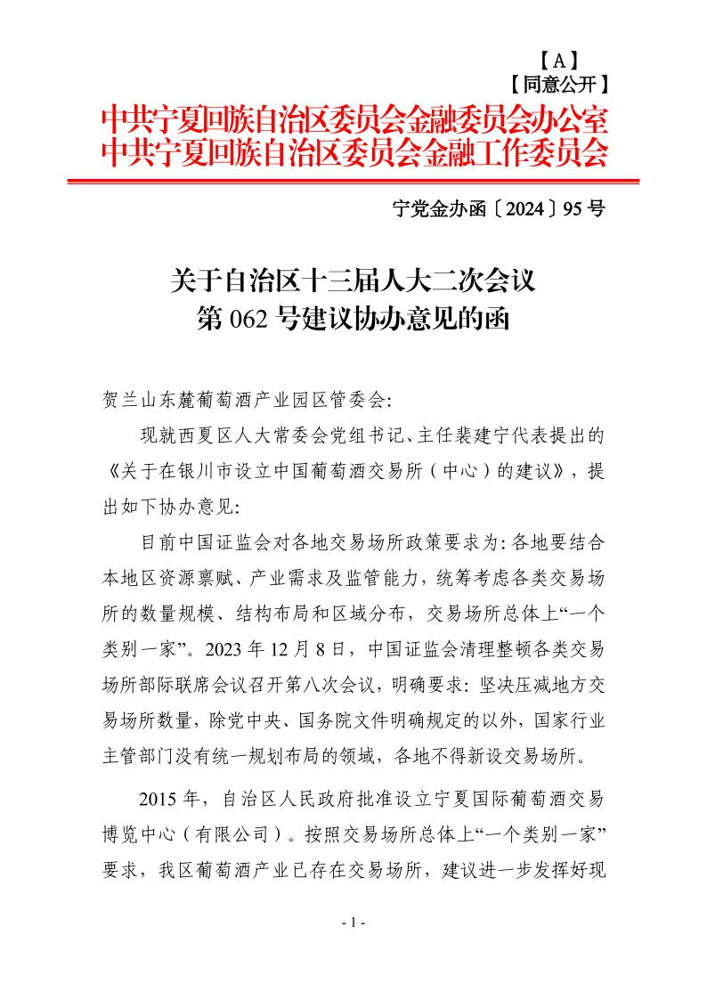 【A】
【同意公开】
中共宁夏回族自治区委员会金融委员会办公室
中共宁夏回族自治区委员会金融工作委员会
宁党金办函〔2024〕95 号
关于自治区十三届人大二次会议
第 062 号建议协办意见的函
贺兰山东麓葡萄酒产业园区管委会：
现就西夏区人大常委会党组书记、主任裴建宁代表提出的
《关于在银川市设立中国葡萄酒交易所（中心）的建议》，提
出如下协办意见：
目前中国证监会对各地交易场所政策要求为：各地要结合
本地区资源禀赋、产业需求及监管能力，统筹考虑各类交易场
所的数量规模、结构布局和区域分布，交易场所总体上“一个
类别一家”。2023 年 12 月 8 日，中国证监会清理整顿各类交易
场所部际联席会议召开第八次会议，明确要求：坚决压减地方交
易场所数量，除党中央、国务院文件明确规定的以外，国家行业
主管部门没有统一规划布局的领域，各地不得新设交易场所。
2015 年，自治区人民政府批准设立宁夏国际葡萄酒交易
博览中心（有限公司）。按照交易场所总体上“一个类别一家”
要求，我区葡萄酒产业已存在交易场所，建议进一步发挥好现
- 1 -